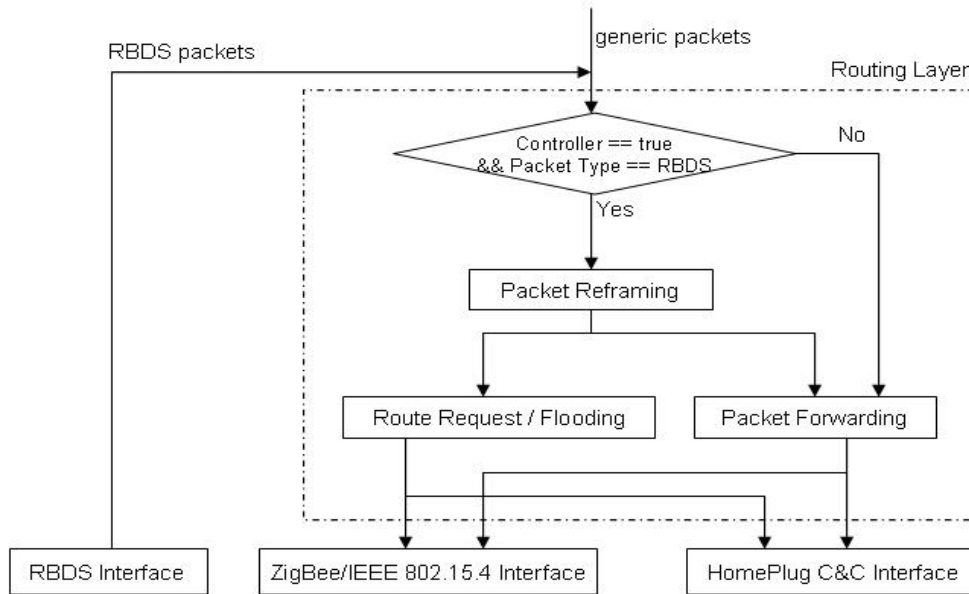 generic packets
RBDS packets
Routing Layer
Controller == true
&& Packet Type == RBDS
No
Yes
Packet Reframing
Route Request / Flooding
Packet Forwarding
RBDS Interface
ZigBee/IEEE 802.15.4 Interface
HomePlug C&C Interface